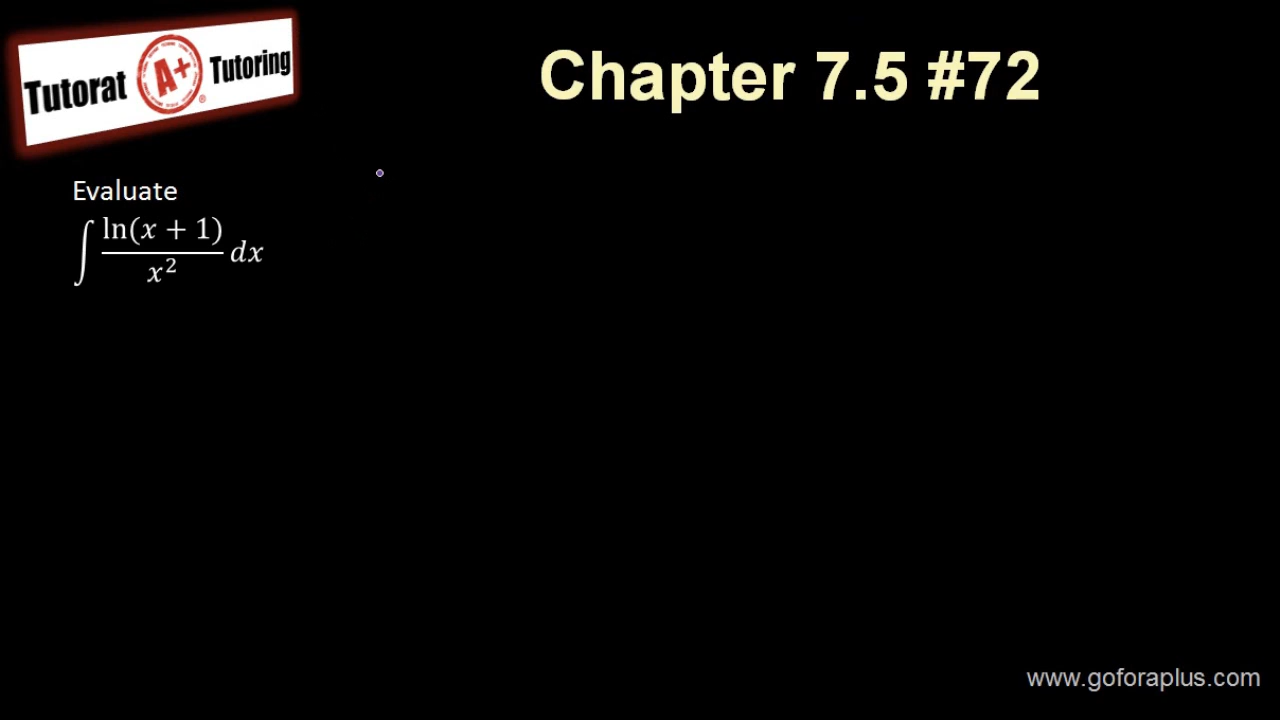 Tutorat A+ Tutoring ®
Chapter 7.5 #72
Evaluate
∫ ln(x + 1) / x² dx
www.goforaplus.com